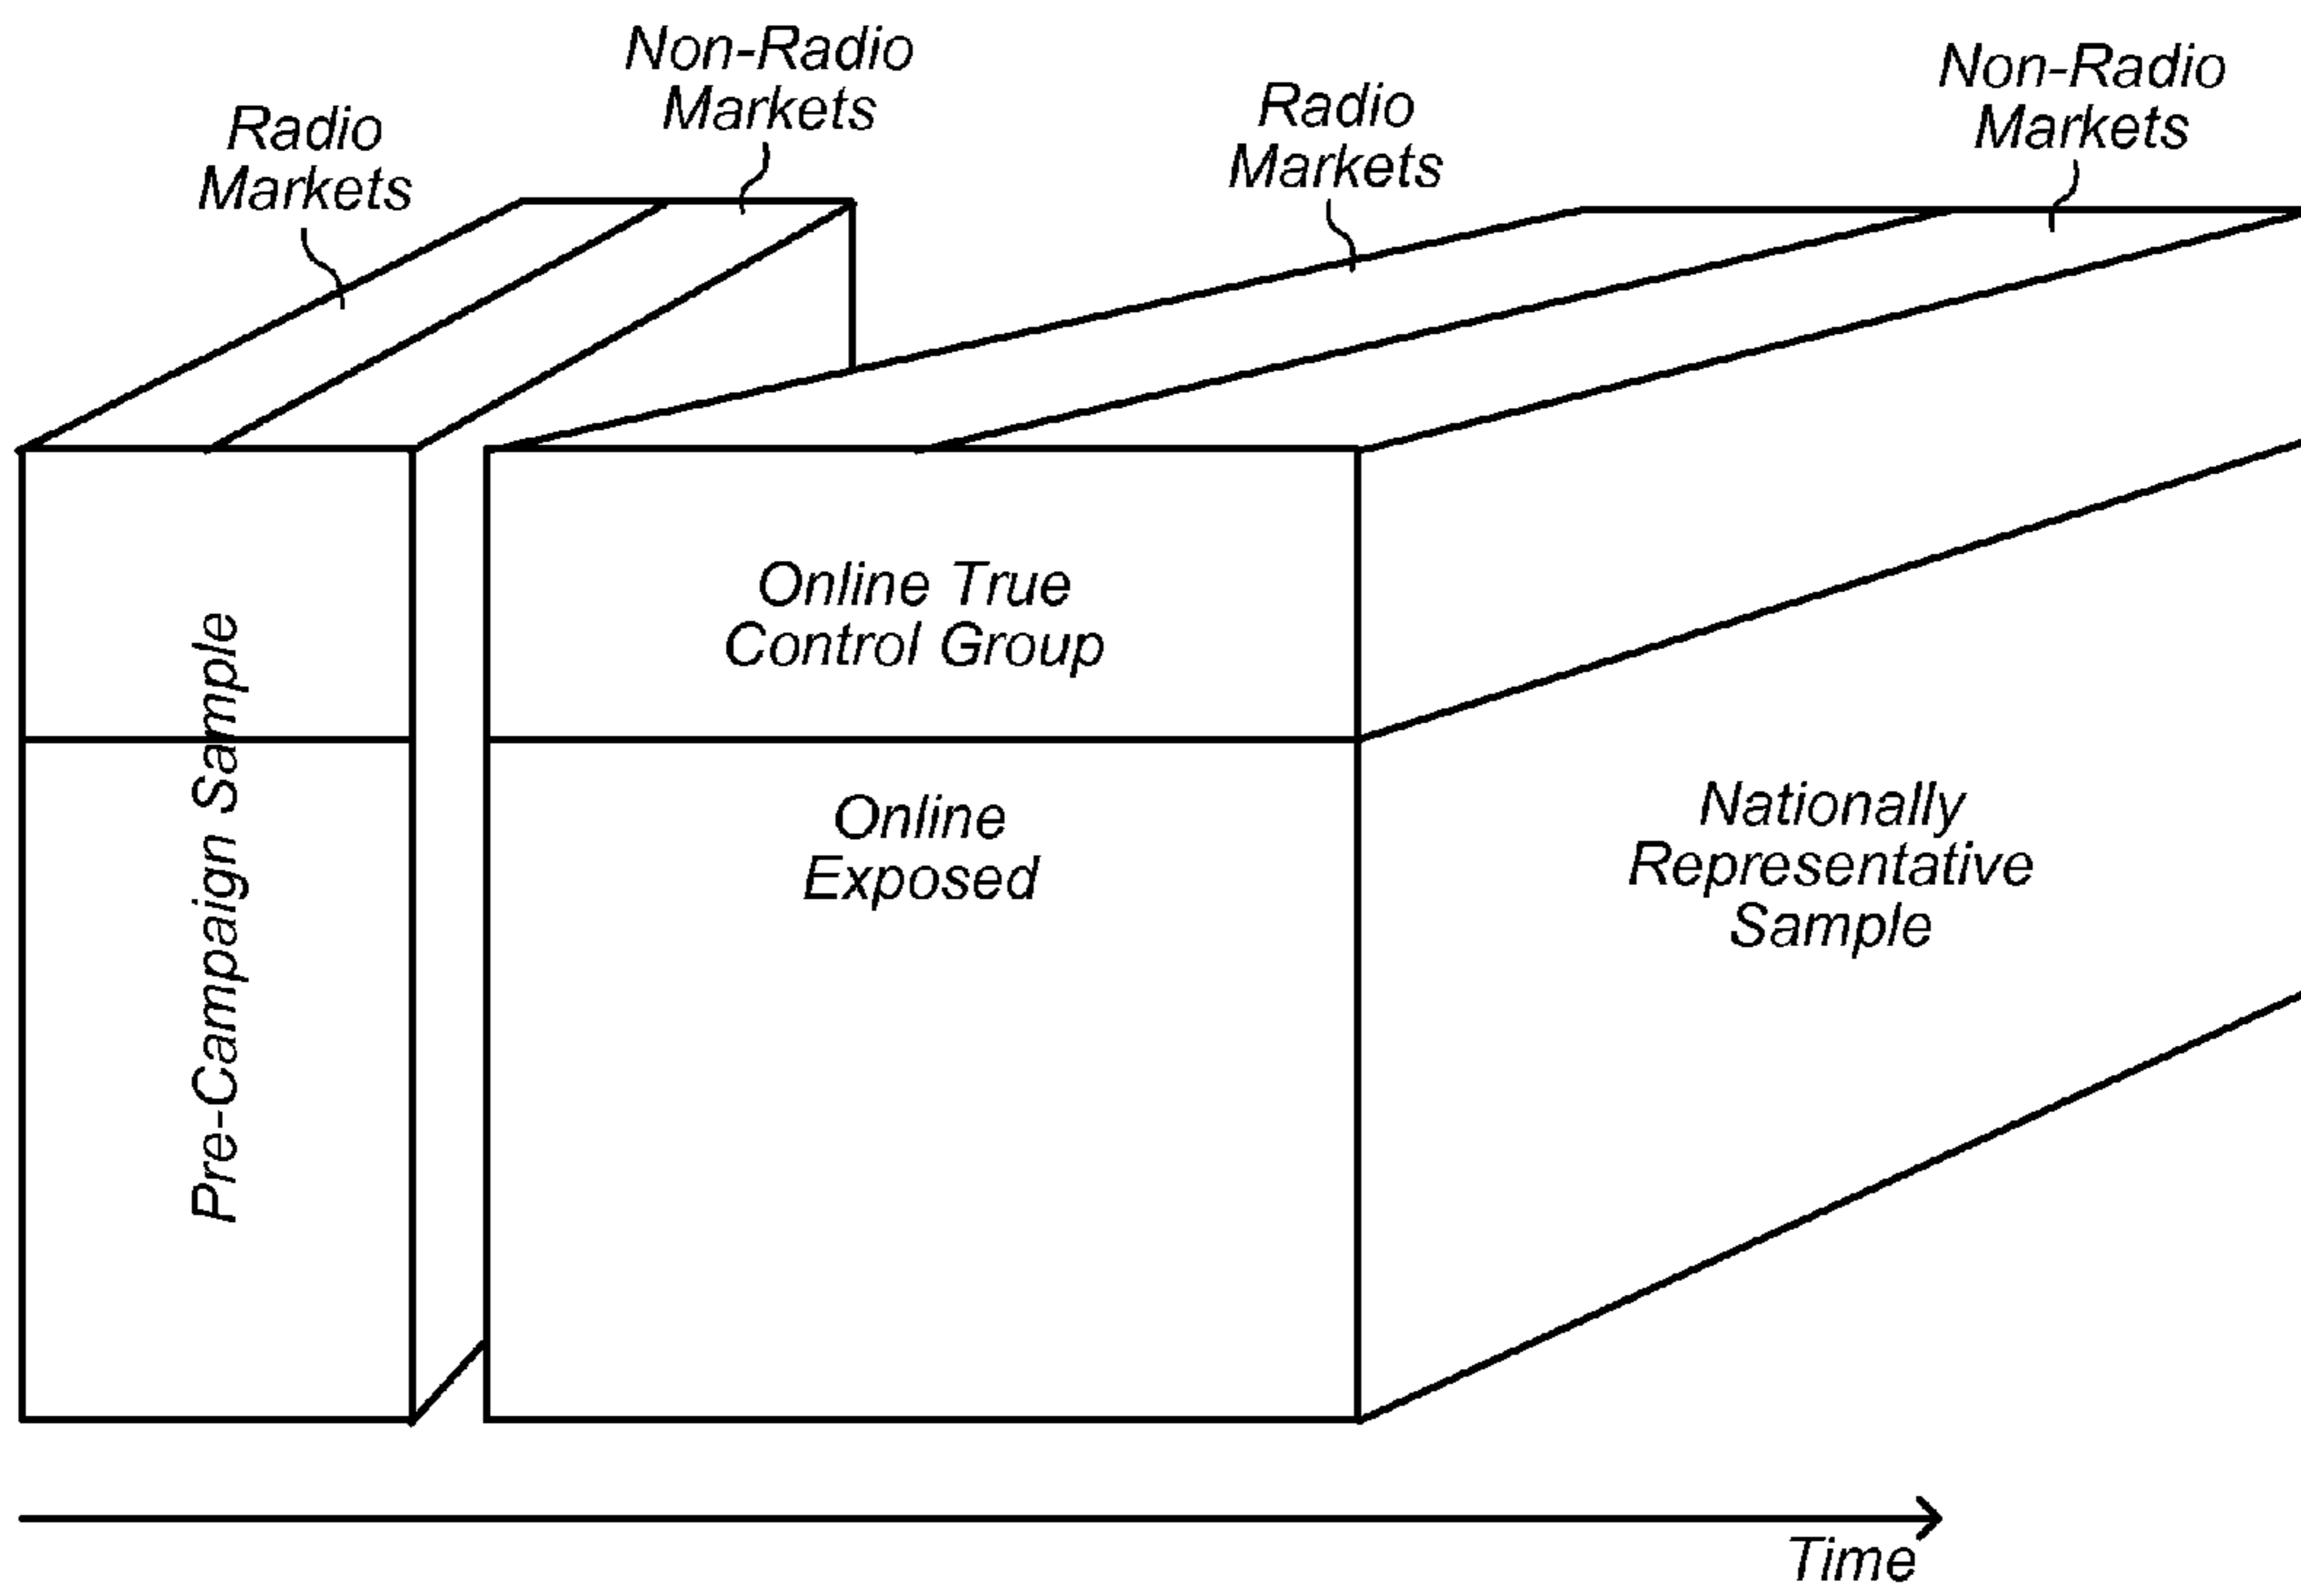 Radio
Markets
Non-Radio
Markets
Radio
Markets
Non-Radio
Markets
Pre-Campaign Sample
Online True
Control Group
Online
Exposed
Nationally
Representative
Sample
Time